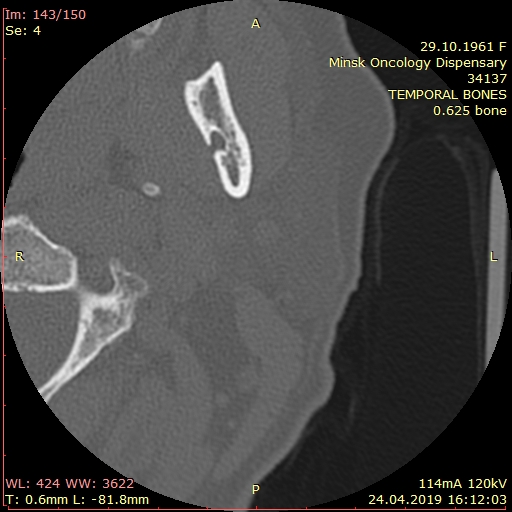 Im: 143/150
Se: 4
A
29.10.1961 F
Minsk Oncology Dispensary
34137
TEMPORAL BONES
0.625 bone
R
L
WL: 424 WW: 3622
T: 0.6mm L: -81.8mm
P
114mA 120kV
24.04.2019 16:12:03